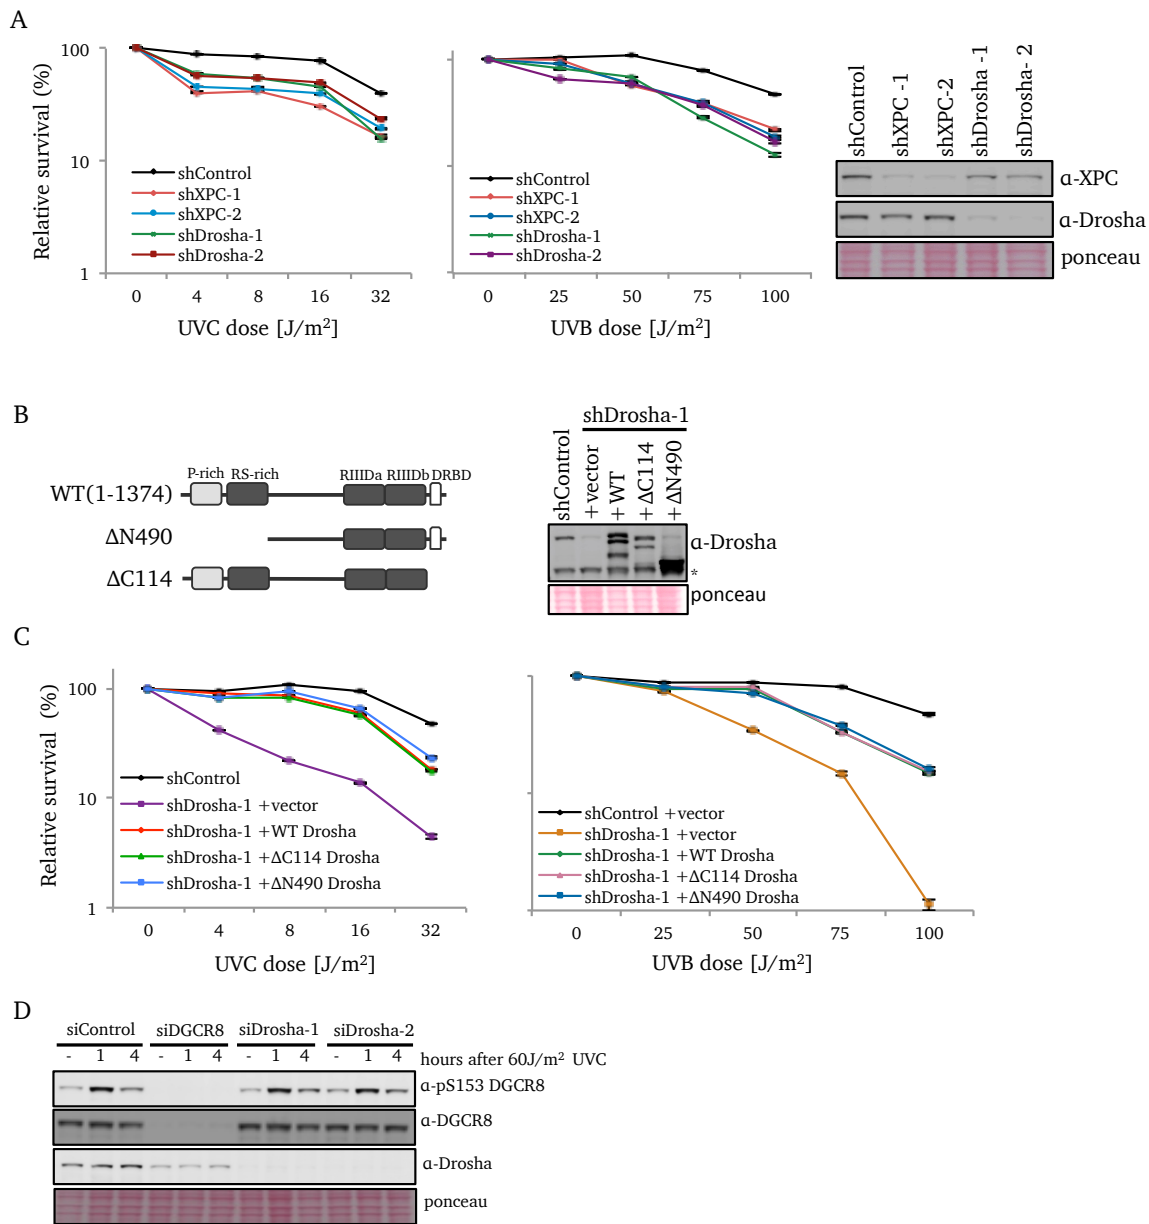 A
Relative survival (%)
100
10
1
shControl
shXPC-1
shXPC-2
shDrosha-1
shDrosha-2
0 4 8 16 32
UVC dose [J/m²]
shControl
shXPC-1
shXPC-2
shDrosha-1
shDrosha-2
0 25 50 75 100
UVB dose [J/m²]
shControl
shXPC -1
shXPC-2
shDrosha -1
shDrosha- 2
ɑ-XPC
ɑ-Drosha
ponceau
B
P-rich RS-rich RIIIDa RIIIDb DRBD
WT(1-1374)
ΔN490
ΔC114
shDrosha-1
shControl
+vector
+WT
+ΔC114
+ΔN490
ɑ-Drosha
*
ponceau
C
Relative survival (%)
100
10
1
shControl
shDrosha-1 +vector
shDrosha-1 +WT Drosha
shDrosha-1 +ΔC114 Drosha
shDrosha-1 +ΔN490 Drosha
0 4 8 16 32
UVC dose [J/m²]
shControl +vector
shDrosha-1 +vector
shDrosha-1 +WT Drosha
shDrosha-1 +ΔC114 Drosha
shDrosha-1 +ΔN490 Drosha
0 25 50 75 100
UVB dose [J/m²]
D
siControl siDGCR8 siDrosha-1 siDrosha-2
- 1 4 - 1 4 - 1 4 - 1 4 hours after 60J/m² UVC
ɑ-pS153 DGCR8
ɑ-DGCR8
ɑ-Drosha
ponceau